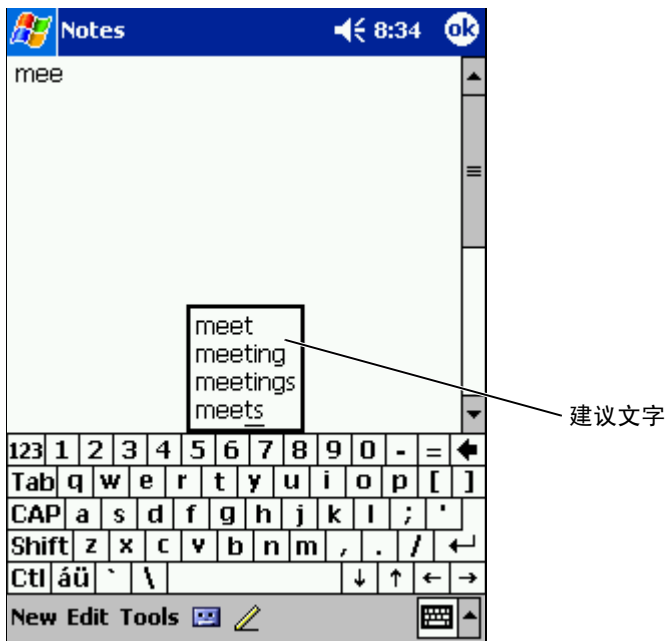 Notes 8:34 ok
mee
meet
meeting
meetings
meets
建议文字
123 1 2 3 4 5 6 7 8 9 0 - =
Tab q w e r t y u i o p [ ]
CAP a s d f g h j k l ; '
Shift z x c v b n m , . /
Ctl áü ` \ ↓ ↑ ← →
New Edit Tools